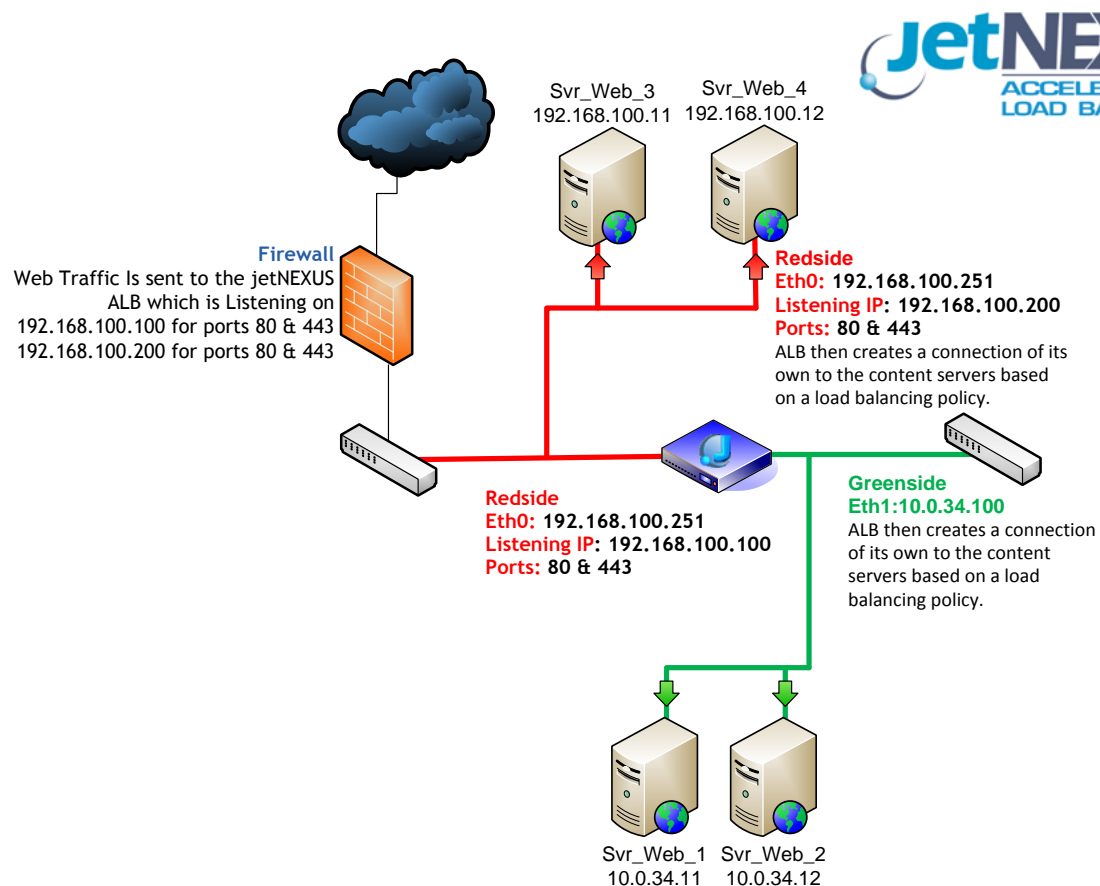 jetNEX
ACCELE
LOAD BA
Svr_Web_3
192.168.100.11
Svr_Web_4
192.168.100.12
Firewall
Web Traffic Is sent to the jetNEXUS
ALB which is Listening on
192.168.100.100 for ports 80 & 443
192.168.100.200 for ports 80 & 443
Redside
Eth0: 192.168.100.251
Listening IP: 192.168.100.200
Ports: 80 & 443
ALB then creates a connection of its
own to the content servers based
on a load balancing policy.
Redside
Eth0: 192.168.100.251
Listening IP: 192.168.100.100
Ports: 80 & 443
Greenside
Eth1:10.0.34.100
ALB then creates a connection
of its own to the content
servers based on a load
balancing policy.
Svr_Web_1
10.0.34.11
Svr_Web_2
10.0.34.12